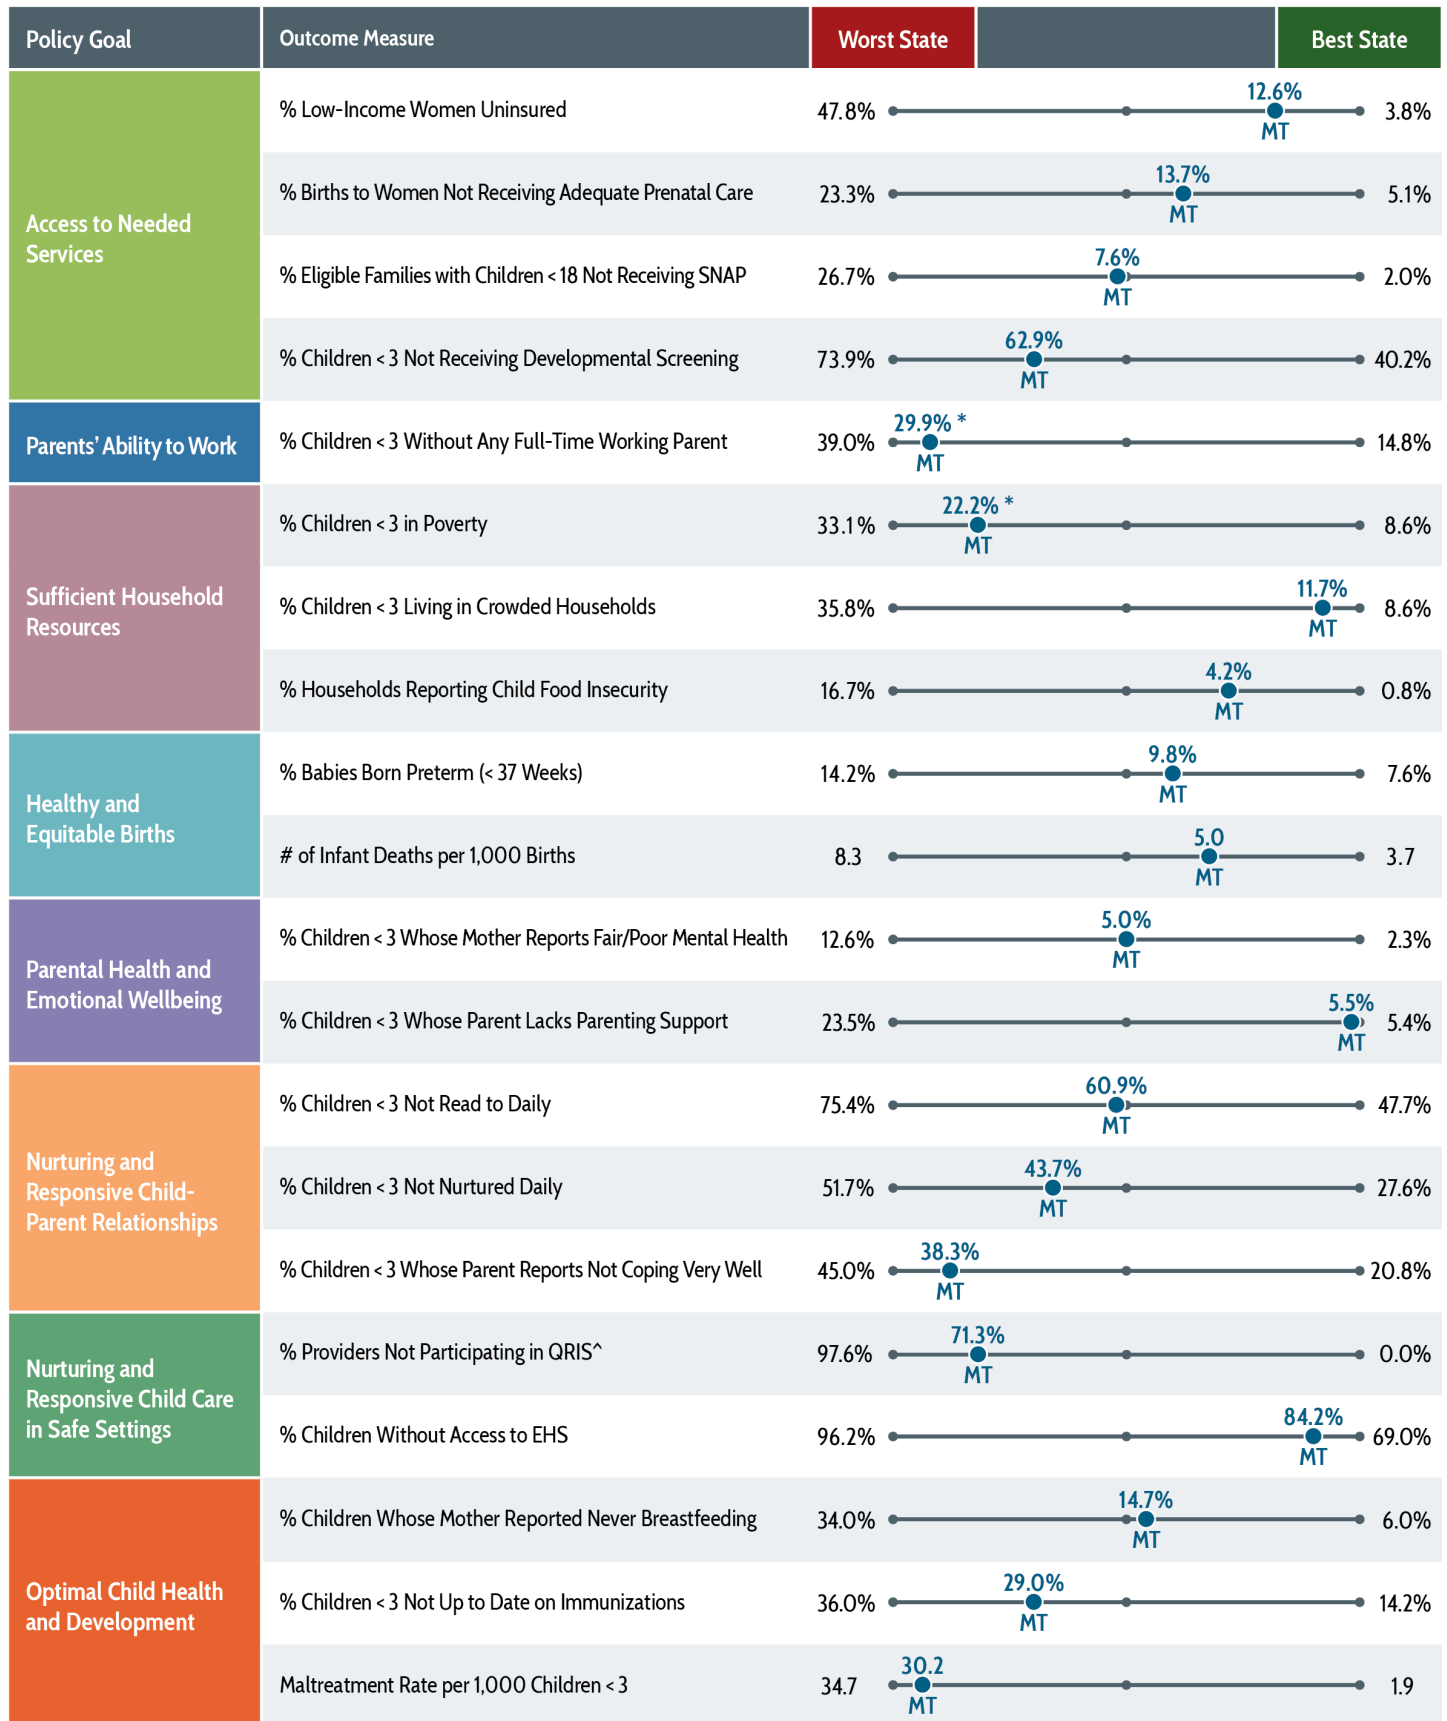 Policy Goal
Outcome Measure
Worst State
Best State
Access to Needed
Services
% Low-Income Women Uninsured
47.8%
12.6%
MT
3.8%
% Births to Women Not Receiving Adequate Prenatal Care
23.3%
13.7%
MT
5.1%
% Eligible Families with Children < 18 Not Receiving SNAP
26.7%
7.6%
MT
2.0%
% Children < 3 Not Receiving Developmental Screening
73.9%
62.9%
MT
40.2%
Parents' Ability to Work
% Children < 3 Without Any Full-Time Working Parent
39.0%
29.9% *
MT
14.8%
Sufficient Household
Resources
% Children < 3 in Poverty
33.1%
22.2% *
MT
8.6%
% Children < 3 Living in Crowded Households
35.8%
11.7%
MT
8.6%
% Households Reporting Child Food Insecurity
16.7%
4.2%
MT
0.8%
Healthy and
Equitable Births
% Babies Born Preterm (< 37 Weeks)
14.2%
9.8%
MT
7.6%
# of Infant Deaths per 1,000 Births
8.3
5.0
MT
3.7
Parental Health and
Emotional Wellbeing
% Children < 3 Whose Mother Reports Fair/Poor Mental Health
12.6%
5.0%
MT
2.3%
% Children < 3 Whose Parent Lacks Parenting Support
23.5%
5.5%
MT
5.4%
Nurturing and
Responsive Child-
Parent Relationships
% Children < 3 Not Read to Daily
75.4%
60.9%
MT
47.7%
% Children < 3 Not Nurtured Daily
51.7%
43.7%
MT
27.6%
% Children < 3 Whose Parent Reports Not Coping Very Well
45.0%
38.3%
MT
20.8%
Nurturing and
Responsive Child Care
in Safe Settings
% Providers Not Participating in QRIS^
97.6%
71.3%
MT
0.0%
% Children Without Access to EHS
96.2%
84.2%
MT
69.0%
Optimal Child Health
and Development
% Children Whose Mother Reported Never Breastfeeding
34.0%
14.7%
MT
6.0%
% Children < 3 Not Up to Date on Immunizations
36.0%
29.0%
MT
14.2%
Maltreatment Rate per 1,000 Children < 3
34.7
30.2
MT
1.9